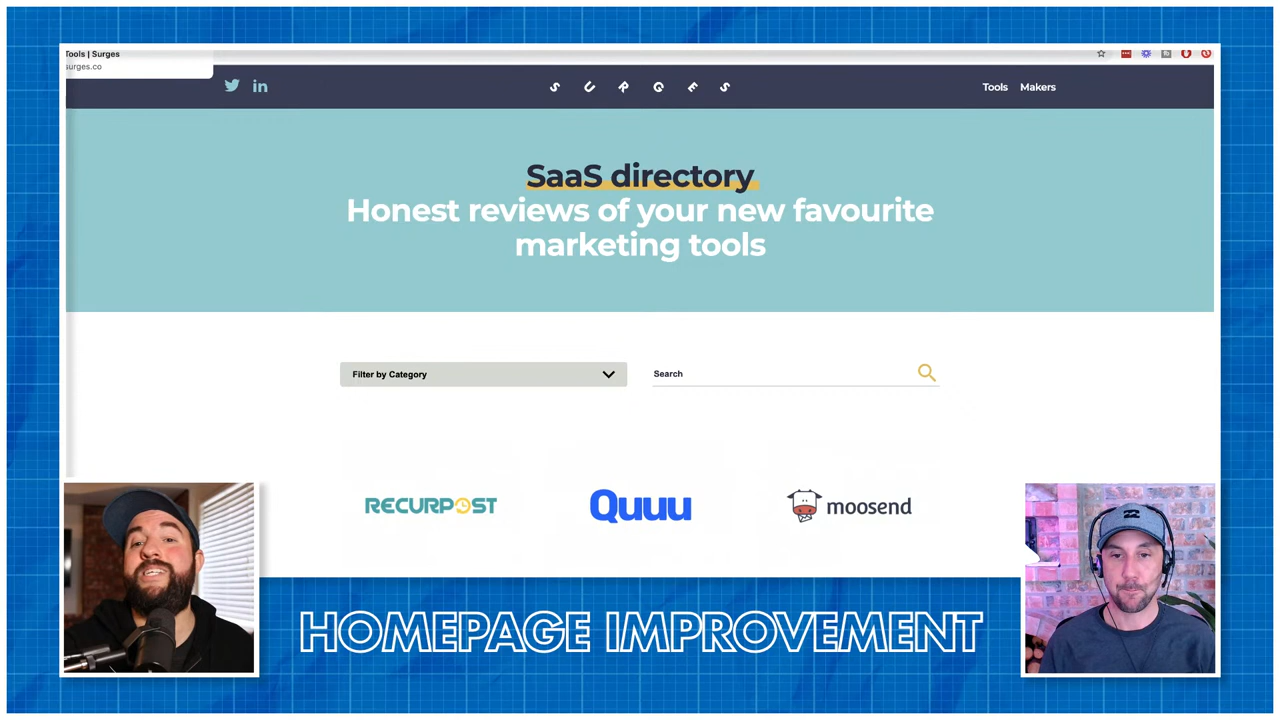 Tools | Surges
surges.co
SURGES
Tools Makers
SaaS directory
Honest reviews of your new favourite
marketing tools
Filter by Category
Search
RECURPOST
Quuu
moosend
HOMEPAGE IMPROVEMENT